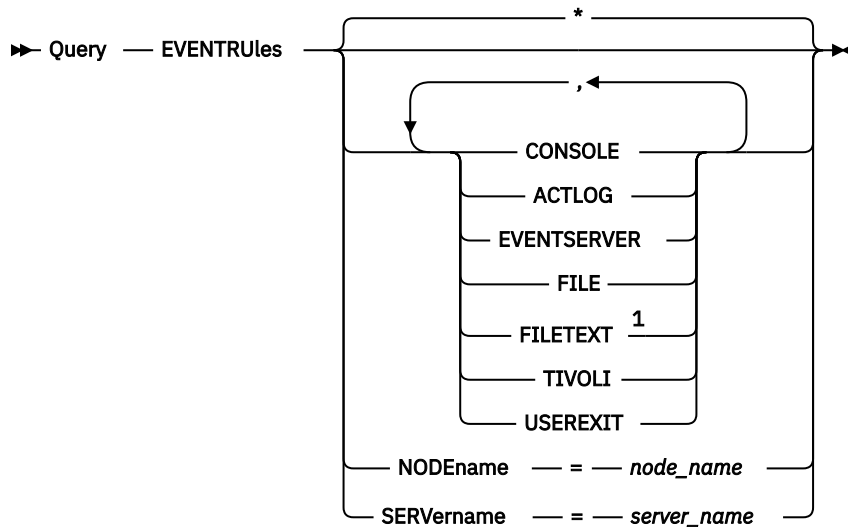 *
Query EVENTRUles
,
CONSOLE
ACTLOG
EVENTSERVER
FILE
FILETEXT 1
TIVOLI
USEREXIT
NODEname = node_name
SERVername = server_name